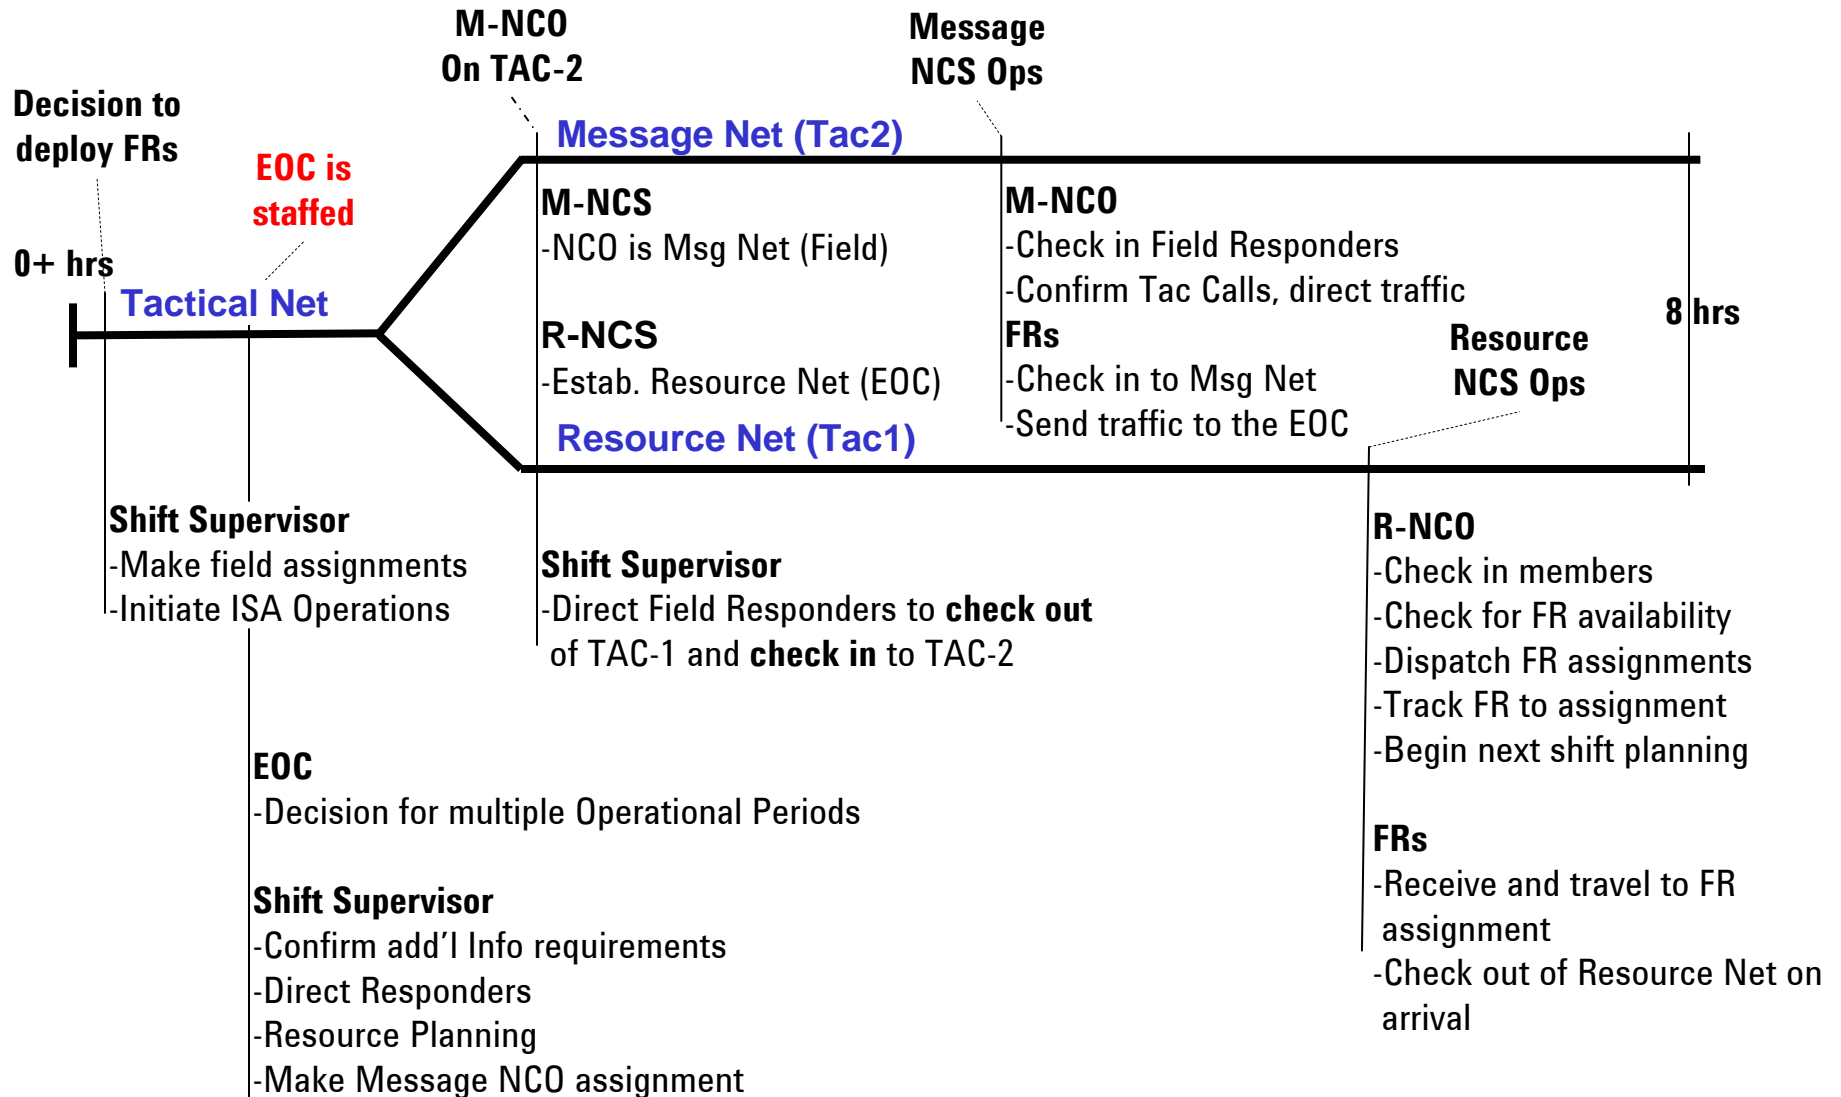 M-NCO
On TAC-2
Message
NCS Ops
Decision to
deploy FRs
EOC is
staffed
0+ hrs
Tactical Net
Message Net (Tac2)
M-NCS
-NCO is Msg Net (Field)
R-NCS
-Estab. Resource Net (EOC)
Resource Net (Tac1)
M-NCO
-Check in Field Responders
-Confirm Tac Calls, direct traffic
FRs
-Check in to Msg Net
-Send traffic to the EOC
8 hrs
Resource
NCS Ops
Shift Supervisor
-Make field assignments
-Initiate ISA Operations
Shift Supervisor
-Direct Field Responders to check out
of TAC-1 and check in to TAC-2
R-NCO
-Check in members
-Check for FR availability
-Dispatch FR assignments
-Track FR to assignment
-Begin next shift planning
FRs
-Receive and travel to FR
assignment
-Check out of Resource Net on
arrival
EOC
-Decision for multiple Operational Periods
Shift Supervisor
-Confirm add’l Info requirements
-Direct Responders
-Resource Planning
-Make Message NCO assignment